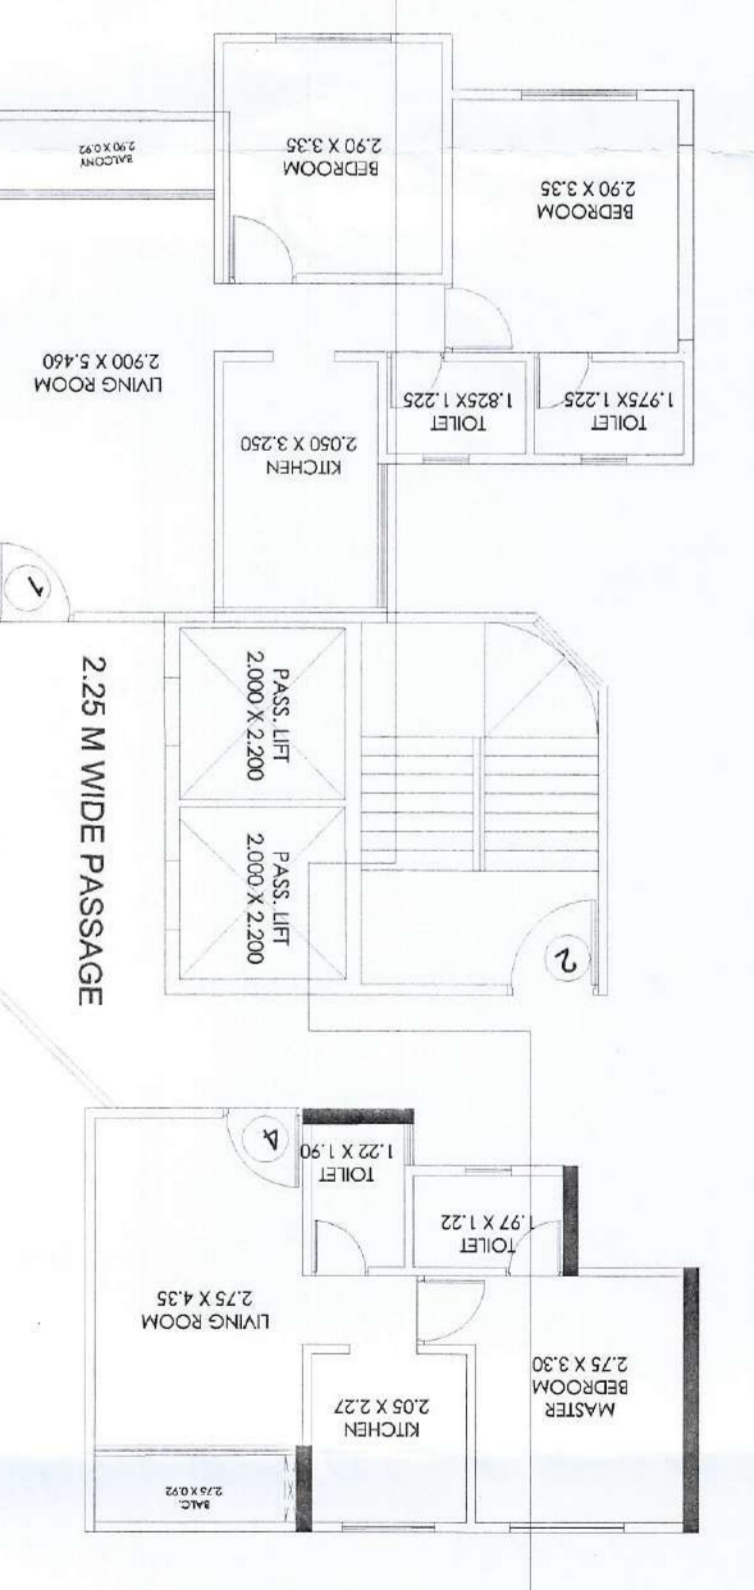 BALCONY
2.90 X 0.92
BEDROOM
2.90 X 3.35
BEDROOM
2.90 X 3.35
LIVING ROOM
2.900 X 5.460
KITCHEN
2.050 X 3.250
TOILET
1.825X 1.225
TOILET
1.975X 1.225
1
2.25 M WIDE PASSAGE
PASS. LIFT
2.000 X 2.200
PASS. LIFT
2.000 X 2.200
2
4
TOILET
1.22 X 1.90
TOILET
1.97 X 1.22
LIVING ROOM
2.75 X 4.35
KITCHEN
2.05 X 2.27
MASTER
BEDROOM
2.75 X 3.30
BALC.
2.75 X 0.92